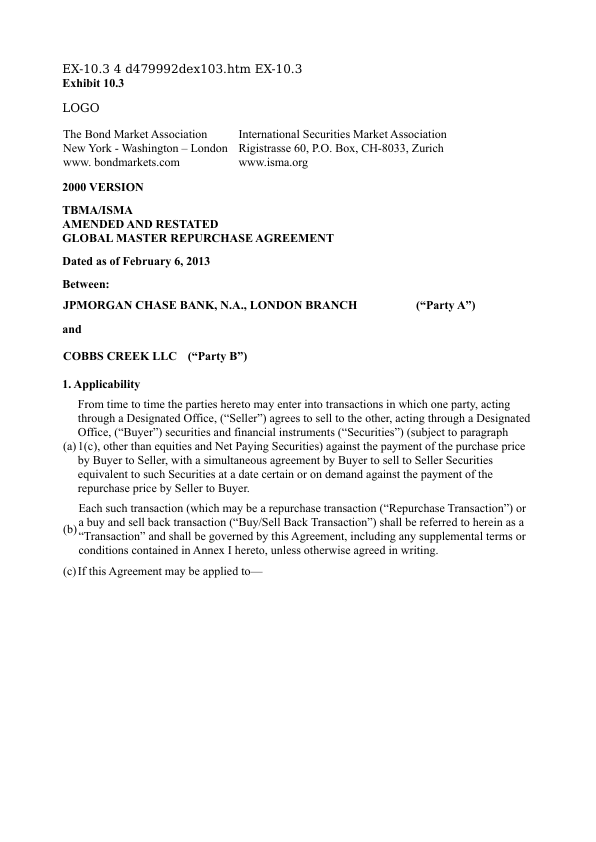 EX-10.3 4 d479992dex103.htm EX-10.3
Exhibit 10.3
LOGO
The Bond Market Association International Securities Market Association
New York - Washington – London Rigistrasse 60, P.O. Box, CH-8033, Zurich
www. bondmarkets.com www.isma.org
2000 VERSION
TBMA/ISMA
AMENDED AND RESTATED
GLOBAL MASTER REPURCHASE AGREEMENT
Dated as of February 6, 2013
Between:
JPMORGAN CHASE BANK, N.A., LONDON BRANCH (“Party A”)
and
COBBS CREEK LLC (“Party B”)
1. Applicability
From time to time the parties hereto may enter into transactions in which one party, acting
through a Designated Office, (“Seller”) agrees to sell to the other, acting through a Designated
Office, (“Buyer”) securities and financial instruments (“Securities”) (subject to paragraph
(a) 1(c), other than equities and Net Paying Securities) against the payment of the purchase price
by Buyer to Seller, with a simultaneous agreement by Buyer to sell to Seller Securities
equivalent to such Securities at a date certain or on demand against the payment of the
repurchase price by Seller to Buyer.
Each such transaction (which may be a repurchase transaction (“Repurchase Transaction”) or
a buy and sell back transaction (“Buy/Sell Back Transaction”) shall be referred to herein as a
(b) “Transaction” and shall be governed by this Agreement, including any supplemental terms or
conditions contained in Annex I hereto, unless otherwise agreed in writing.
(c) If this Agreement may be applied to—